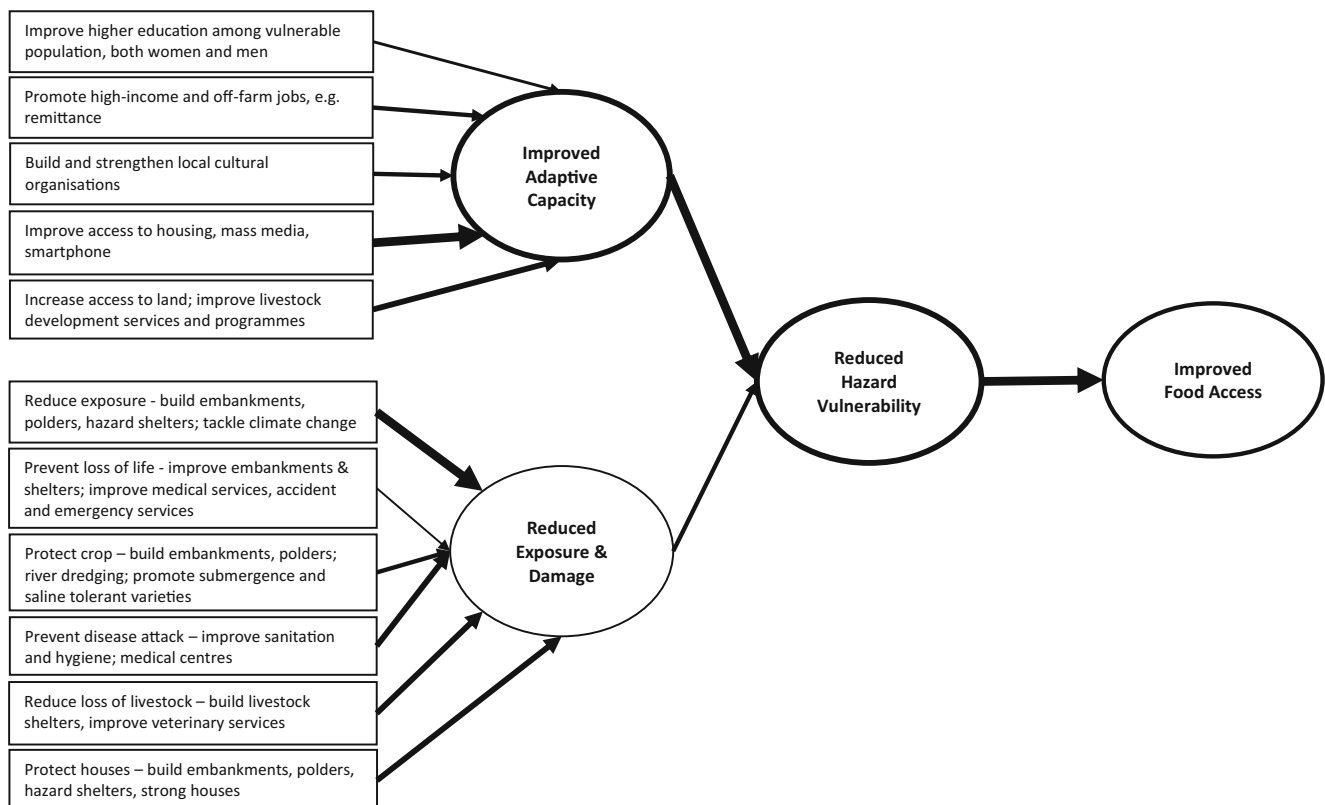 Improve higher education among vulnerable
population, both women and men
Promote high-income and off-farm jobs, e.g.
remittance
Build and strengthen local cultural
organisations
Improve access to housing, mass media,
smartphone
Increase access to land; improve livestock
development services and programmes
Improved
Adaptive
Capacity
Reduce exposure - build embankments,
polders, hazard shelters; tackle climate change
Prevent loss of life - improve embankments &
shelters; improve medical services, accident
and emergency services
Protect crop – build embankments, polders;
river dredging; promote submergence and
saline tolerant varieties
Prevent disease attack – improve sanitation
and hygiene; medical centres
Reduce loss of livestock – build livestock
shelters, improve veterinary services
Protect houses – build embankments, polders,
hazard shelters, strong houses
Reduced
Exposure &
Damage
Reduced
Hazard
Vulnerability
Improved
Food Access